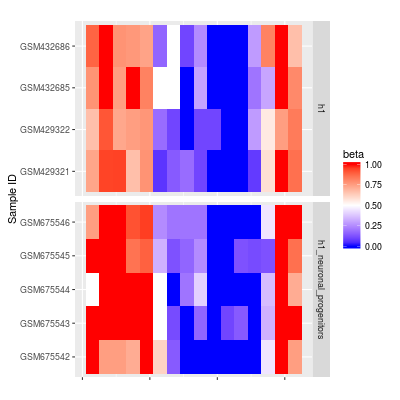 GSM432686
GSM432685
GSM429322
GSM429321
h1
GSM675546
GSM675545
GSM675544
GSM675543
GSM675542
h1_neuronal_progenitors
Sample ID
beta
1.00
0.75
0.50
0.25
0.00